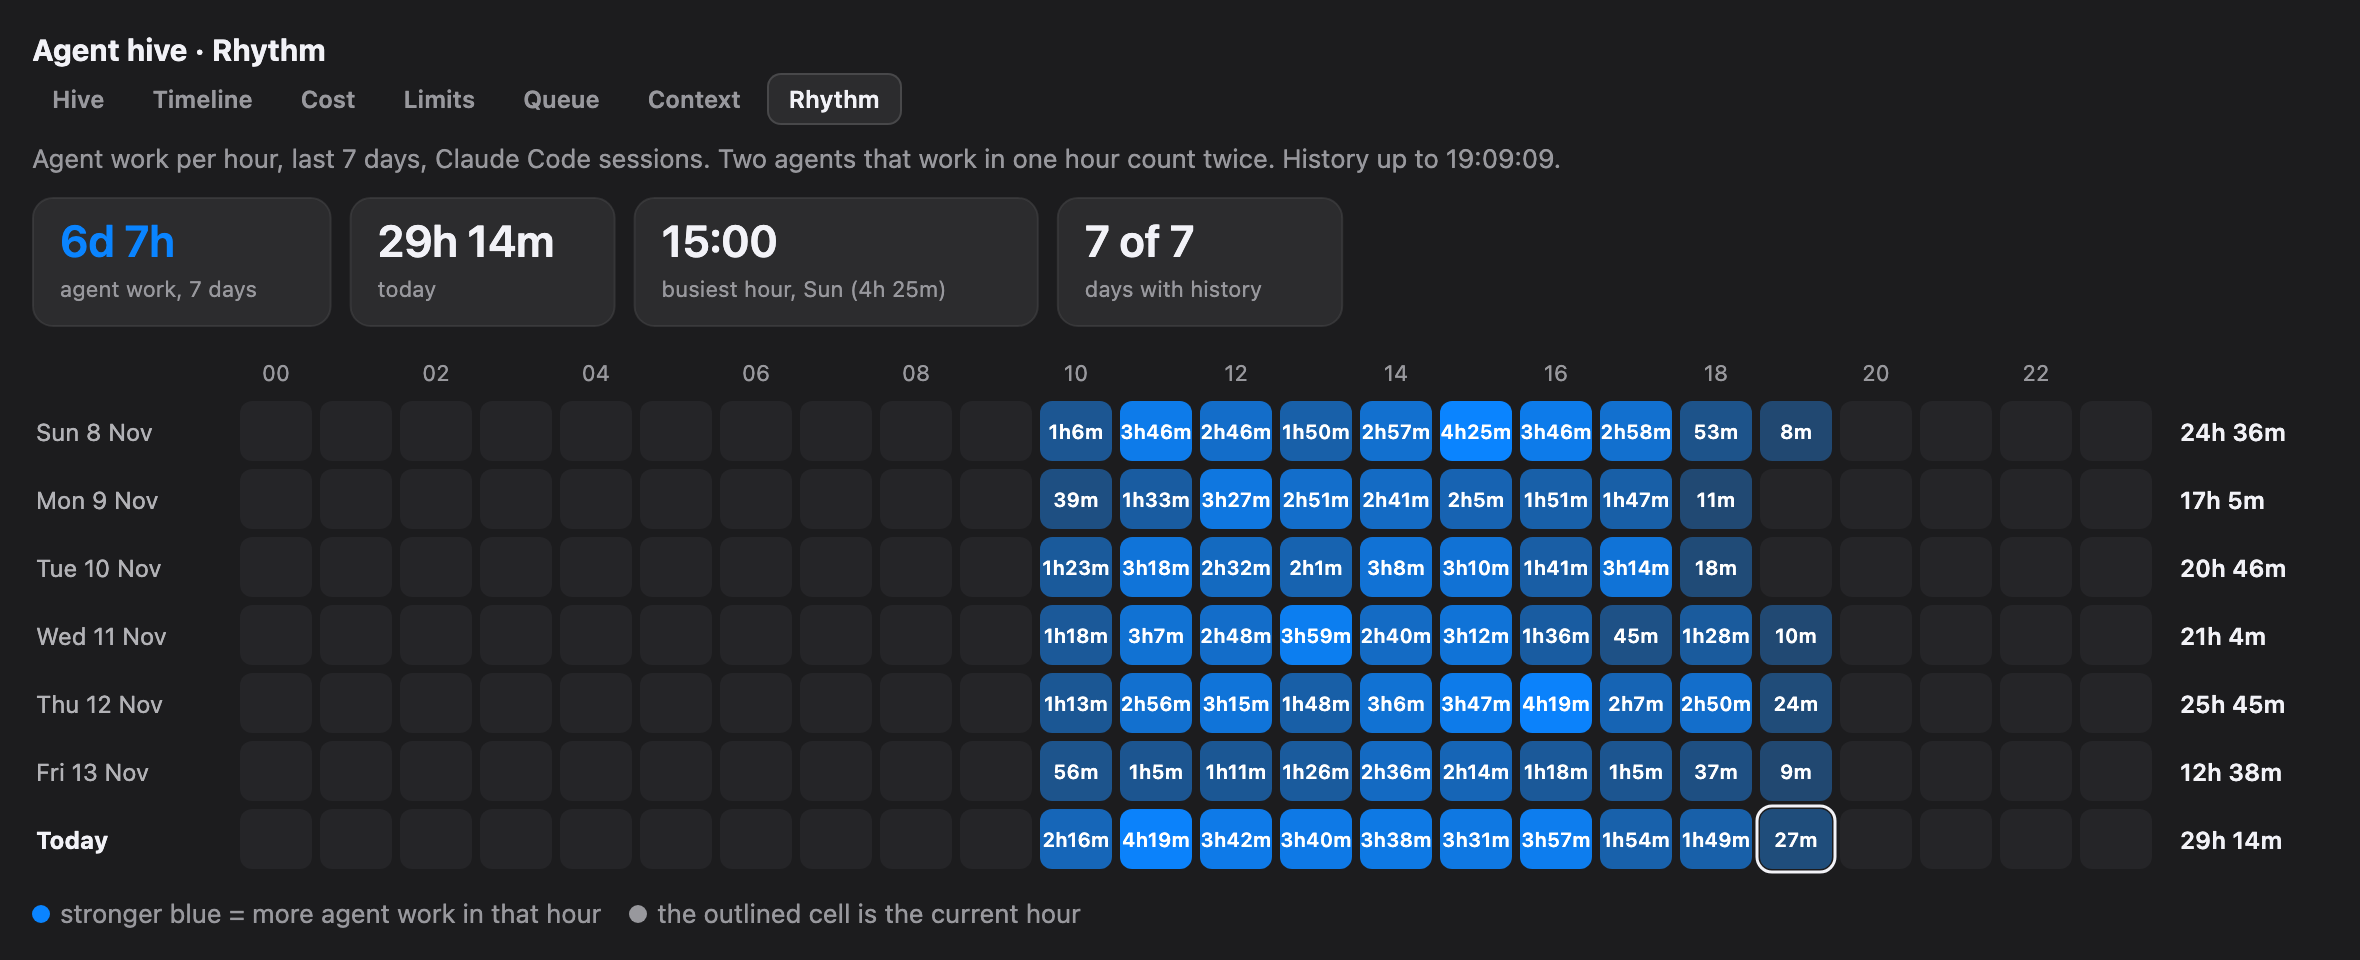 Agent hive · Rhythm
Hive Timeline Cost Limits Queue Context Rhythm
Agent work per hour, last 7 days, Claude Code sessions. Two agents that work in one hour count twice. History up to 19:09:09.
6d 7h
agent work, 7 days
29h 14m
today
15:00
busiest hour, Sun (4h 25m)
7 of 7
days with history
00 02 04 06 08 10 12 14 16 18 20 22
Sun 8 Nov 1h6m 3h46m 2h46m 1h50m 2h57m 4h25m 3h46m 2h58m 53m 8m 24h 36m
Mon 9 Nov 39m 1h33m 3h27m 2h51m 2h41m 2h5m 1h51m 1h47m 11m 17h 5m
Tue 10 Nov 1h23m 3h18m 2h32m 2h1m 3h8m 3h10m 1h41m 3h14m 18m 20h 46m
Wed 11 Nov 1h18m 3h7m 2h48m 3h59m 2h40m 3h12m 1h36m 45m 1h28m 10m 21h 4m
Thu 12 Nov 1h13m 2h56m 3h15m 1h48m 3h6m 3h47m 4h19m 2h7m 2h50m 24m 25h 45m
Fri 13 Nov 56m 1h5m 1h11m 1h26m 2h36m 2h14m 1h18m 1h5m 37m 9m 12h 38m
Today 2h16m 4h19m 3h42m 3h40m 3h38m 3h31m 3h57m 1h54m 1h49m 27m 29h 14m
stronger blue = more agent work in that hour the outlined cell is the current hour